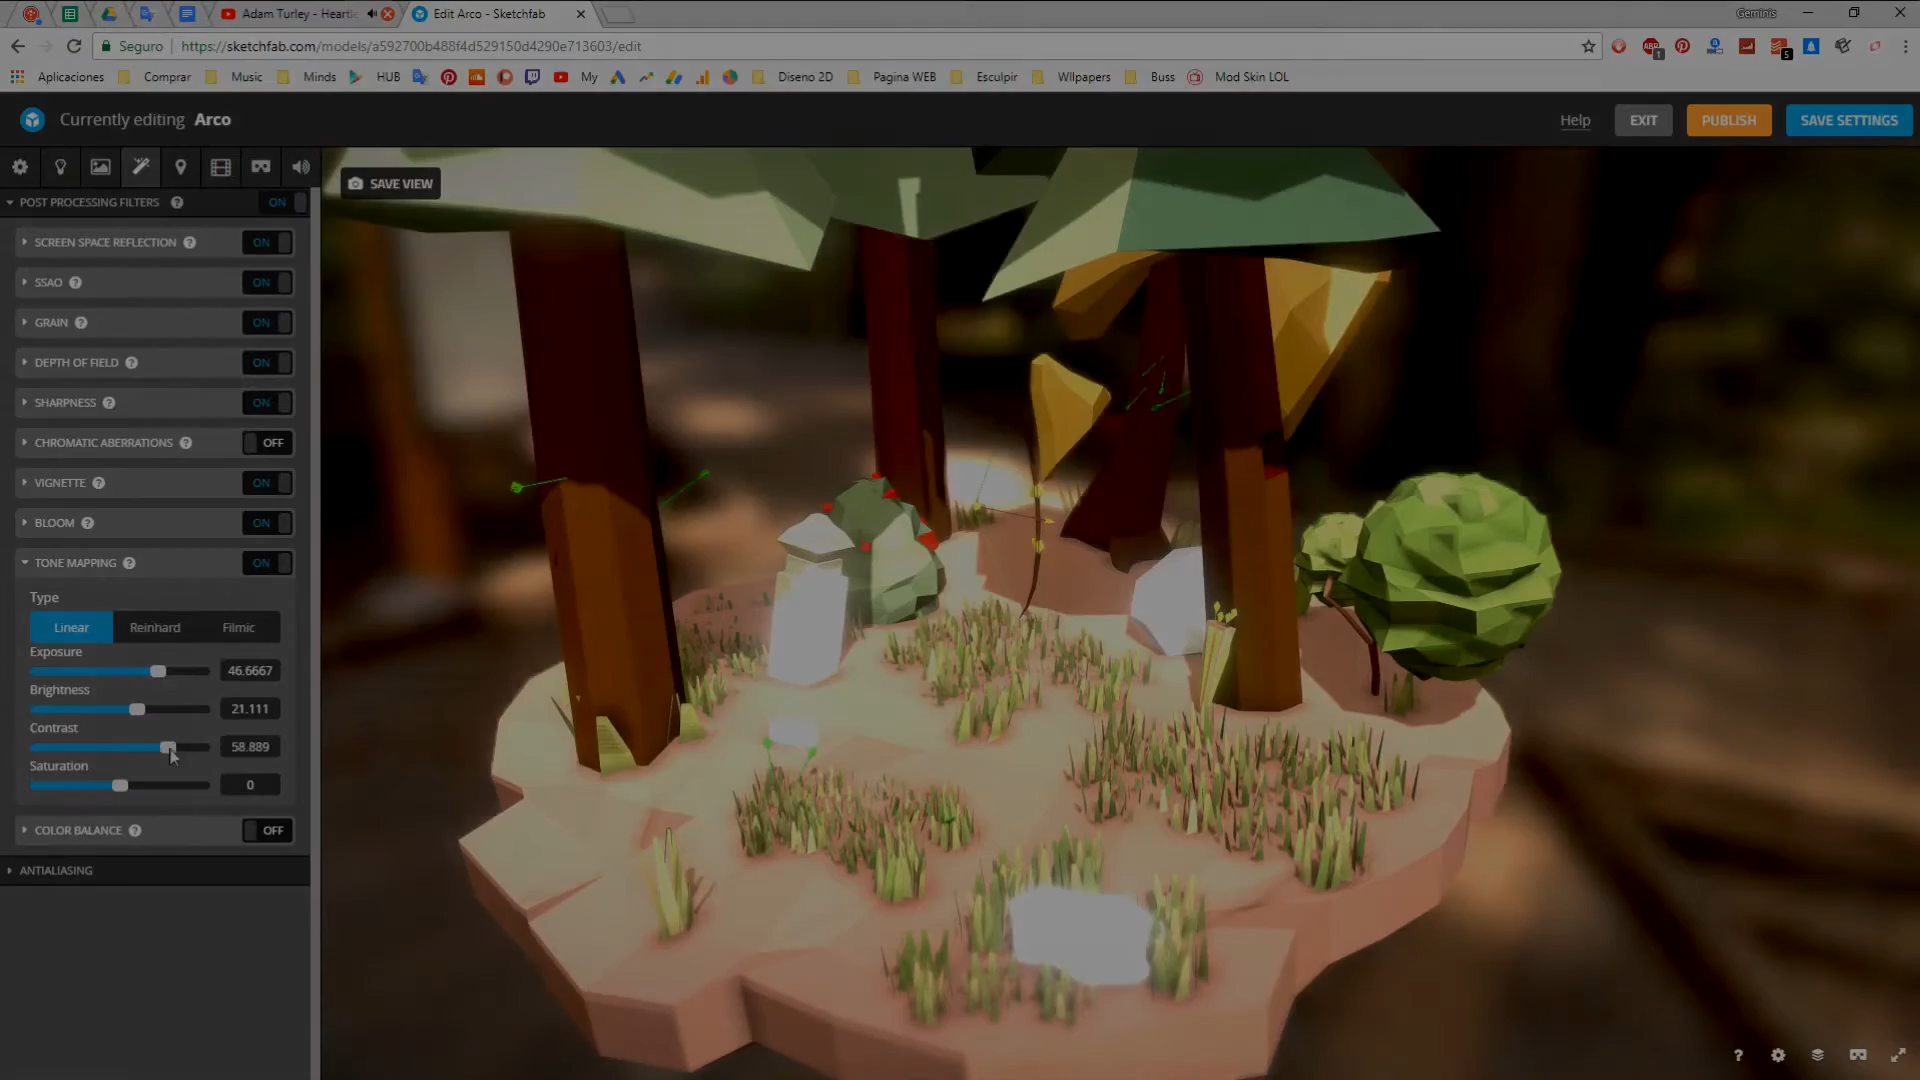 Adam Turley - Heartl
Edit Arco - Sketchfab
Geminis
Seguro
https://sketchfab.com/models/a592700b488f4d529150d4290e713603/edit
Aplicaciones
Comprar
Music
Minds
HUB
My
Diseno 2D
Pagina WEB
Esculpir
WIlpapers
Buss
Mod Skin LOL
Currently editing Arco
Help
EXIT
PUBLISH
SAVE SETTINGS
SAVE VIEW
POST PROCESSING FILTERS ? ON
SCREEN SPACE REFLECTION ? ON
SSAO ? ON
GRAIN ? ON
DEPTH OF FIELD ? ON
SHARPNESS ? ON
CHROMATIC ABERRATIONS ? OFF
VIGNETTE ? ON
BLOOM ? ON
TONE MAPPING ? ON
Type
Linear Reinhard Filmic
Exposure
46.6667
Brightness
21.111
Contrast
58.889
Saturation
0
COLOR BALANCE ? OFF
ANTIALIASING